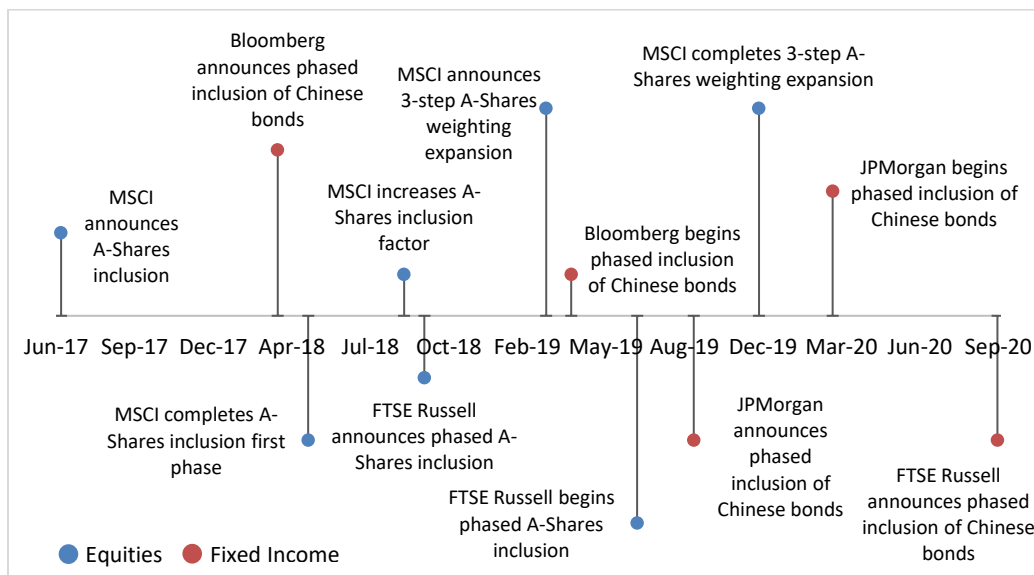 Bloomberg
announces phased
inclusion of Chinese
bonds
MSCI announces
3-step A-Shares
weighting
expansion
MSCI completes 3-step A-
Shares weighting expansion
MSCI
announces
A-Shares
inclusion
MSCI increases A-
Shares inclusion
factor
Bloomberg begins
phased inclusion
of Chinese bonds
JPMorgan begins
phased inclusion of
Chinese bonds
Jun-17 Sep-17 Dec-17 Apr-18 Jul-18 Oct-18 Feb-19 May-19 Aug-19 Dec-19 Mar-20 Jun-20 Sep-20
MSCI completes A-
Shares inclusion first
phase
FTSE Russell
announces phased A-
Shares inclusion
FTSE Russell begins
phased A-Shares
inclusion
JPMorgan
announces
phased
inclusion of
Chinese bonds
FTSE Russell
announces phased
inclusion of Chinese
bonds
Equities Fixed Income